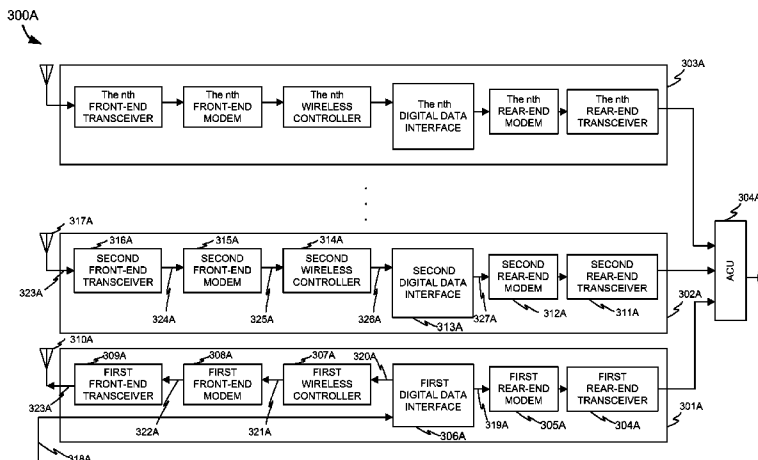 300A
303A
The nth
FRONT-END
TRANSCEIVER
The nth
FRONT-END
MODEM
The nth
WIRELESS
CONTROLLER
The nth
DIGITAL DATA
INTERFACE
The nth
REAR-END
MODEM
The nth
REAR-END
TRANSCEIVER
304A
ACU
317A
316A
315A
314A
SECOND
FRONT-END
TRANSCEIVER
SECOND
FRONT-END
MODEM
SECOND
WIRELESS
CONTROLLER
SECOND
DIGITAL DATA
INTERFACE
SECOND
REAR-END
MODEM
SECOND
REAR-END
TRANSCEIVER
323A
324A
325A
326A
313A
327A
312A
311A
302A
310A
309A
308A
307A
320A
FIRST
FRONT-END
TRANSCEIVER
FIRST
FRONT-END
MODEM
FIRST
WIRELESS
CONTROLLER
FIRST
DIGITAL DATA
INTERFACE
FIRST
REAR-END
MODEM
FIRST
REAR-END
TRANSCEIVER
323A
322A
321A
306A
319A
305A
304A
301A
318A